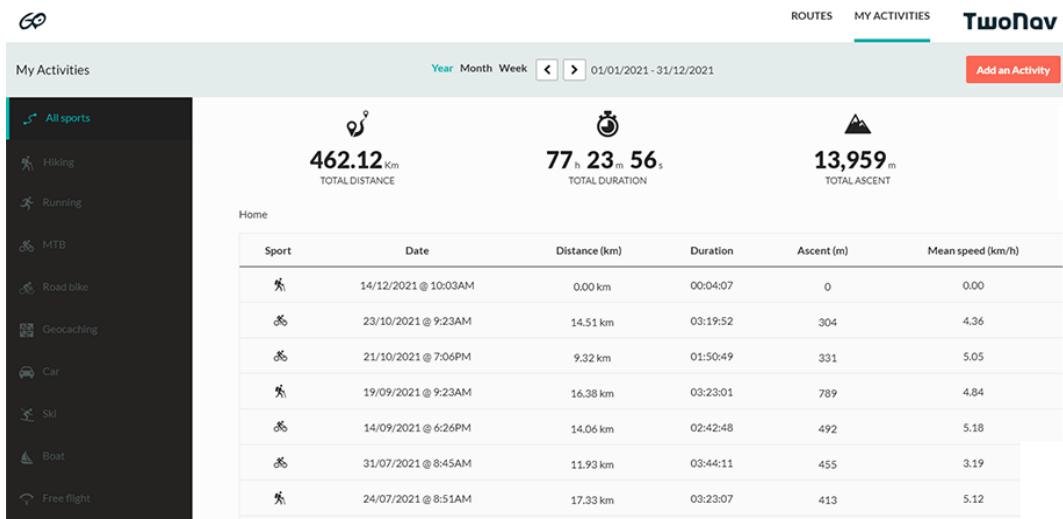 GO
ROUTES MY ACTIVITIES TwoNav
My Activities Year Month Week < > 01/01/2021 - 31/12/2021 Add an Activity
All sports
Hiking
Running
MTB
Road bike
Geocaching
Car
Ski
Boat
Free flight
462.12 Km
TOTAL DISTANCE
77 h 23 m 56 s
TOTAL DURATION
13,959 m
TOTAL ASCENT
Home
Sport Date Distance (km) Duration Ascent (m) Mean speed (km/h)
14/12/2021 @ 10:03AM 0.00 km 00:04:07 0 0.00
23/10/2021 @ 9:23AM 14.51 km 03:19:52 304 4.36
21/10/2021 @ 7:06PM 9.32 km 01:50:49 331 5.05
19/09/2021 @ 9:23AM 16.38 km 03:23:01 789 4.84
14/09/2021 @ 6:26PM 14.06 km 02:42:48 492 5.18
31/07/2021 @ 8:45AM 11.93 km 03:44:11 455 3.19
24/07/2021 @ 8:51AM 17.33 km 03:23:07 413 5.12